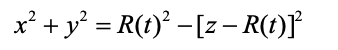 x² + y² = R(t)² – [z – R(t)]²